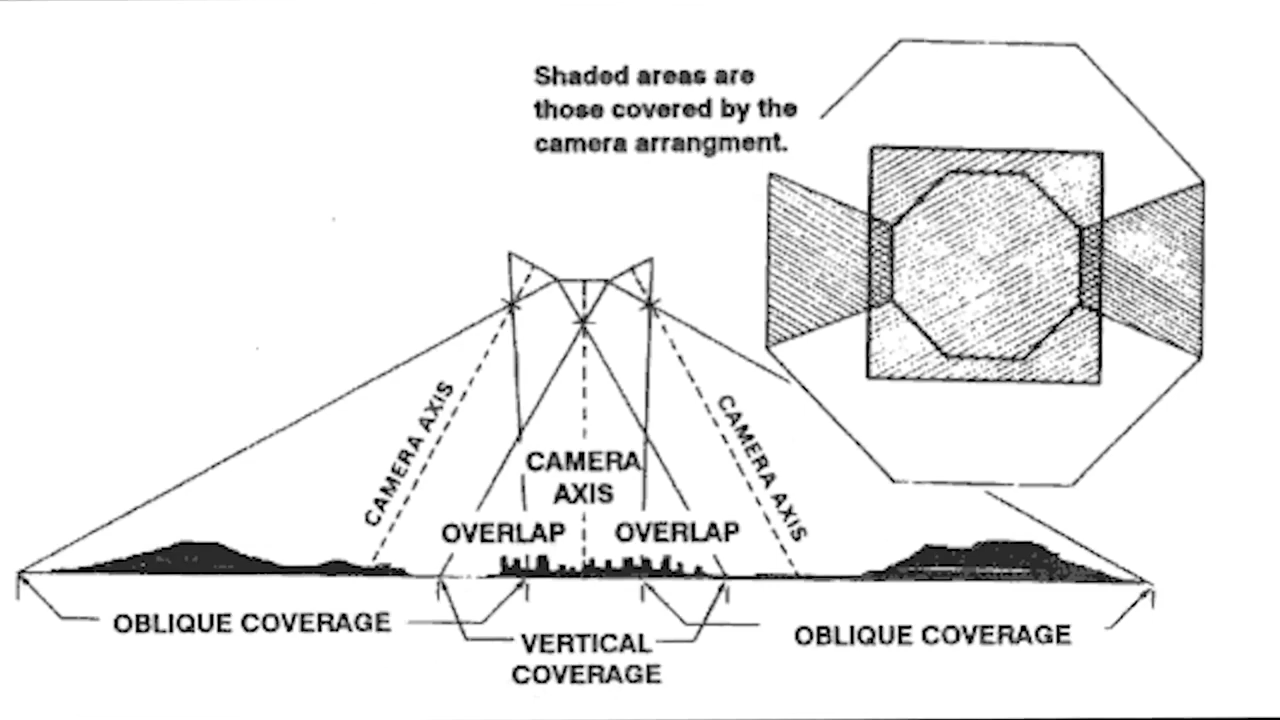 Shaded areas are
those covered by the
camera arrangment.
CAMERA AXIS
CAMERA AXIS
CAMERA
AXIS
OVERLAP
OVERLAP
OBLIQUE COVERAGE
VERTICAL
COVERAGE
OBLIQUE COVERAGE